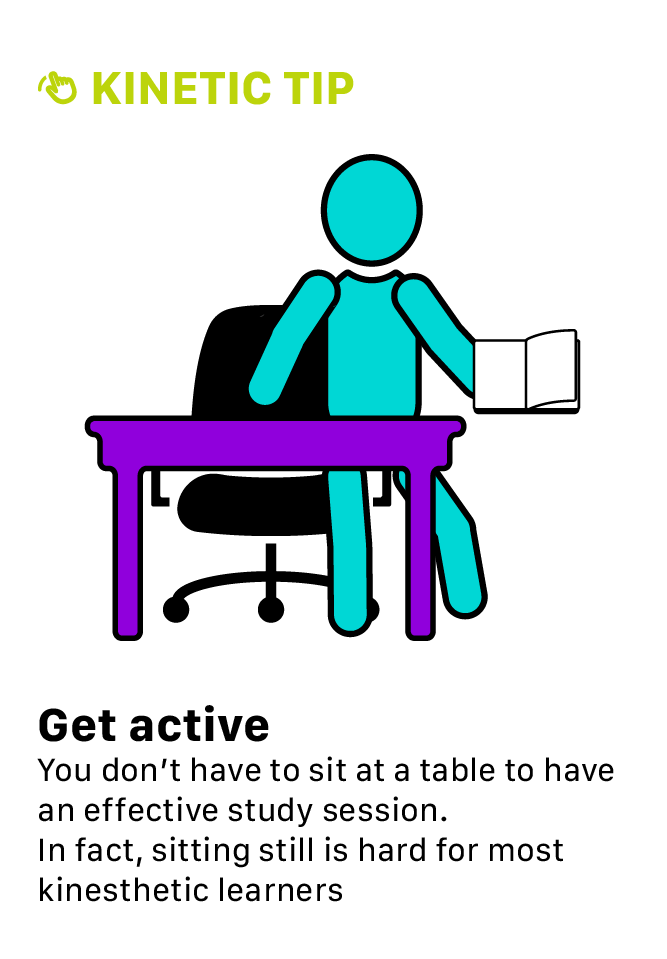 KINETIC TIP
Get active
You don’t have to sit at a table to have
an effective study session.
In fact, sitting still is hard for most
kinesthetic learners